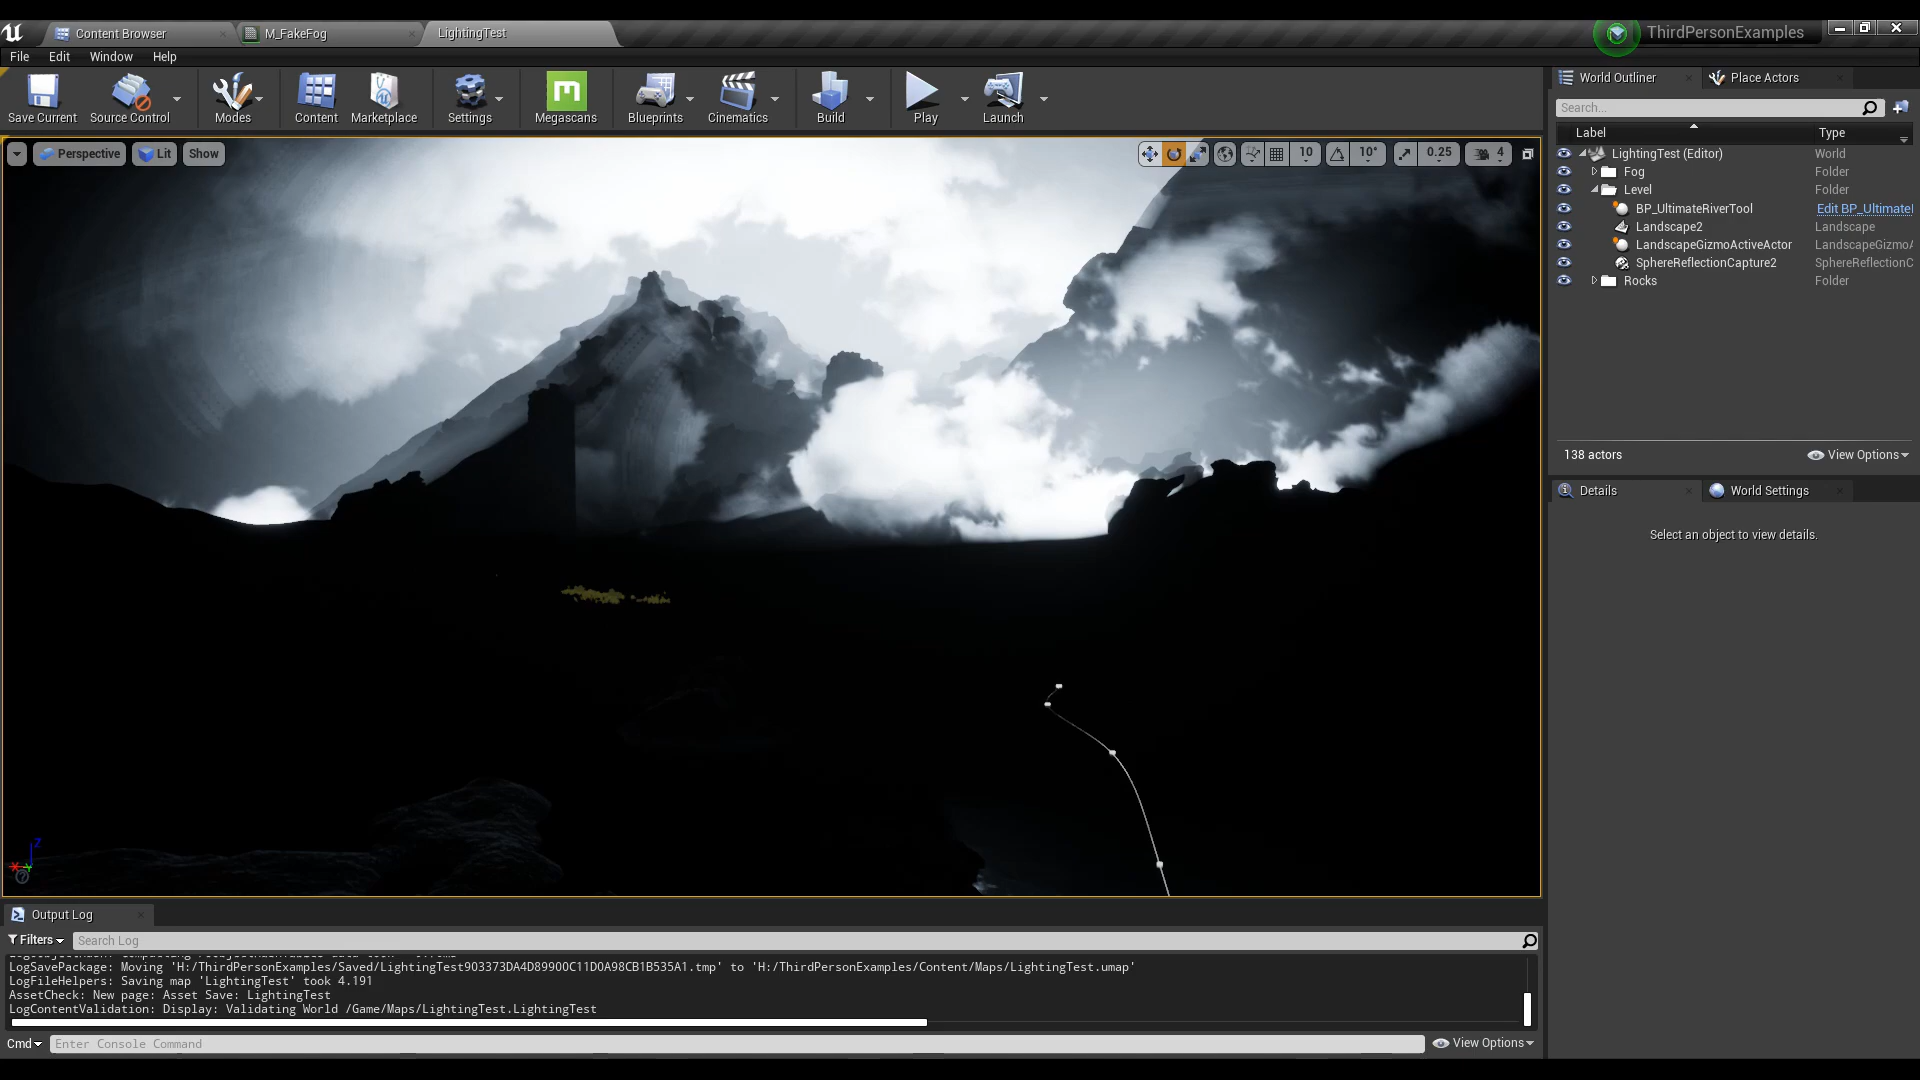 Content Browser
M_FakeFog
LightingTest
ThirdPersonExamples
File
Edit
Window
Help
Save Current
Source Control
Modes
Content
Marketplace
Settings
Megascans
Blueprints
Cinematics
Build
Play
Launch
Perspective
Lit
Show
10
10°
0.25
4
World Outliner
Place Actors
Search...
Label
Type
LightingTest (Editor)
World
Fog
Folder
Level
Folder
BP_UltimateRiverTool
Edit BP_Ultimate
Landscape2
Landscape
LandscapeGizmoActiveActor
LandscapeGizmoA
SphereReflectionCapture2
SphereReflectionC
Rocks
Folder
138 actors
View Options
Details
World Settings
Select an object to view details.
Z
Output Log
Filters
Search Log
LogSavePackage: Moving 'H:/ThirdPersonExamples/Saved/LightingTest903373DA4D89900C11D0A98CB1B535A1.tmp' to 'H:/ThirdPersonExamples/Content/Maps/LightingTest.umap'
LogFileHelpers: Saving map 'LightingTest' took 4.191
AssetCheck: New page: Asset Save: LightingTest
LogContentValidation: Display: Validating World /Game/Maps/LightingTest.LightingTest
Cmd
Enter Console Command
View Options